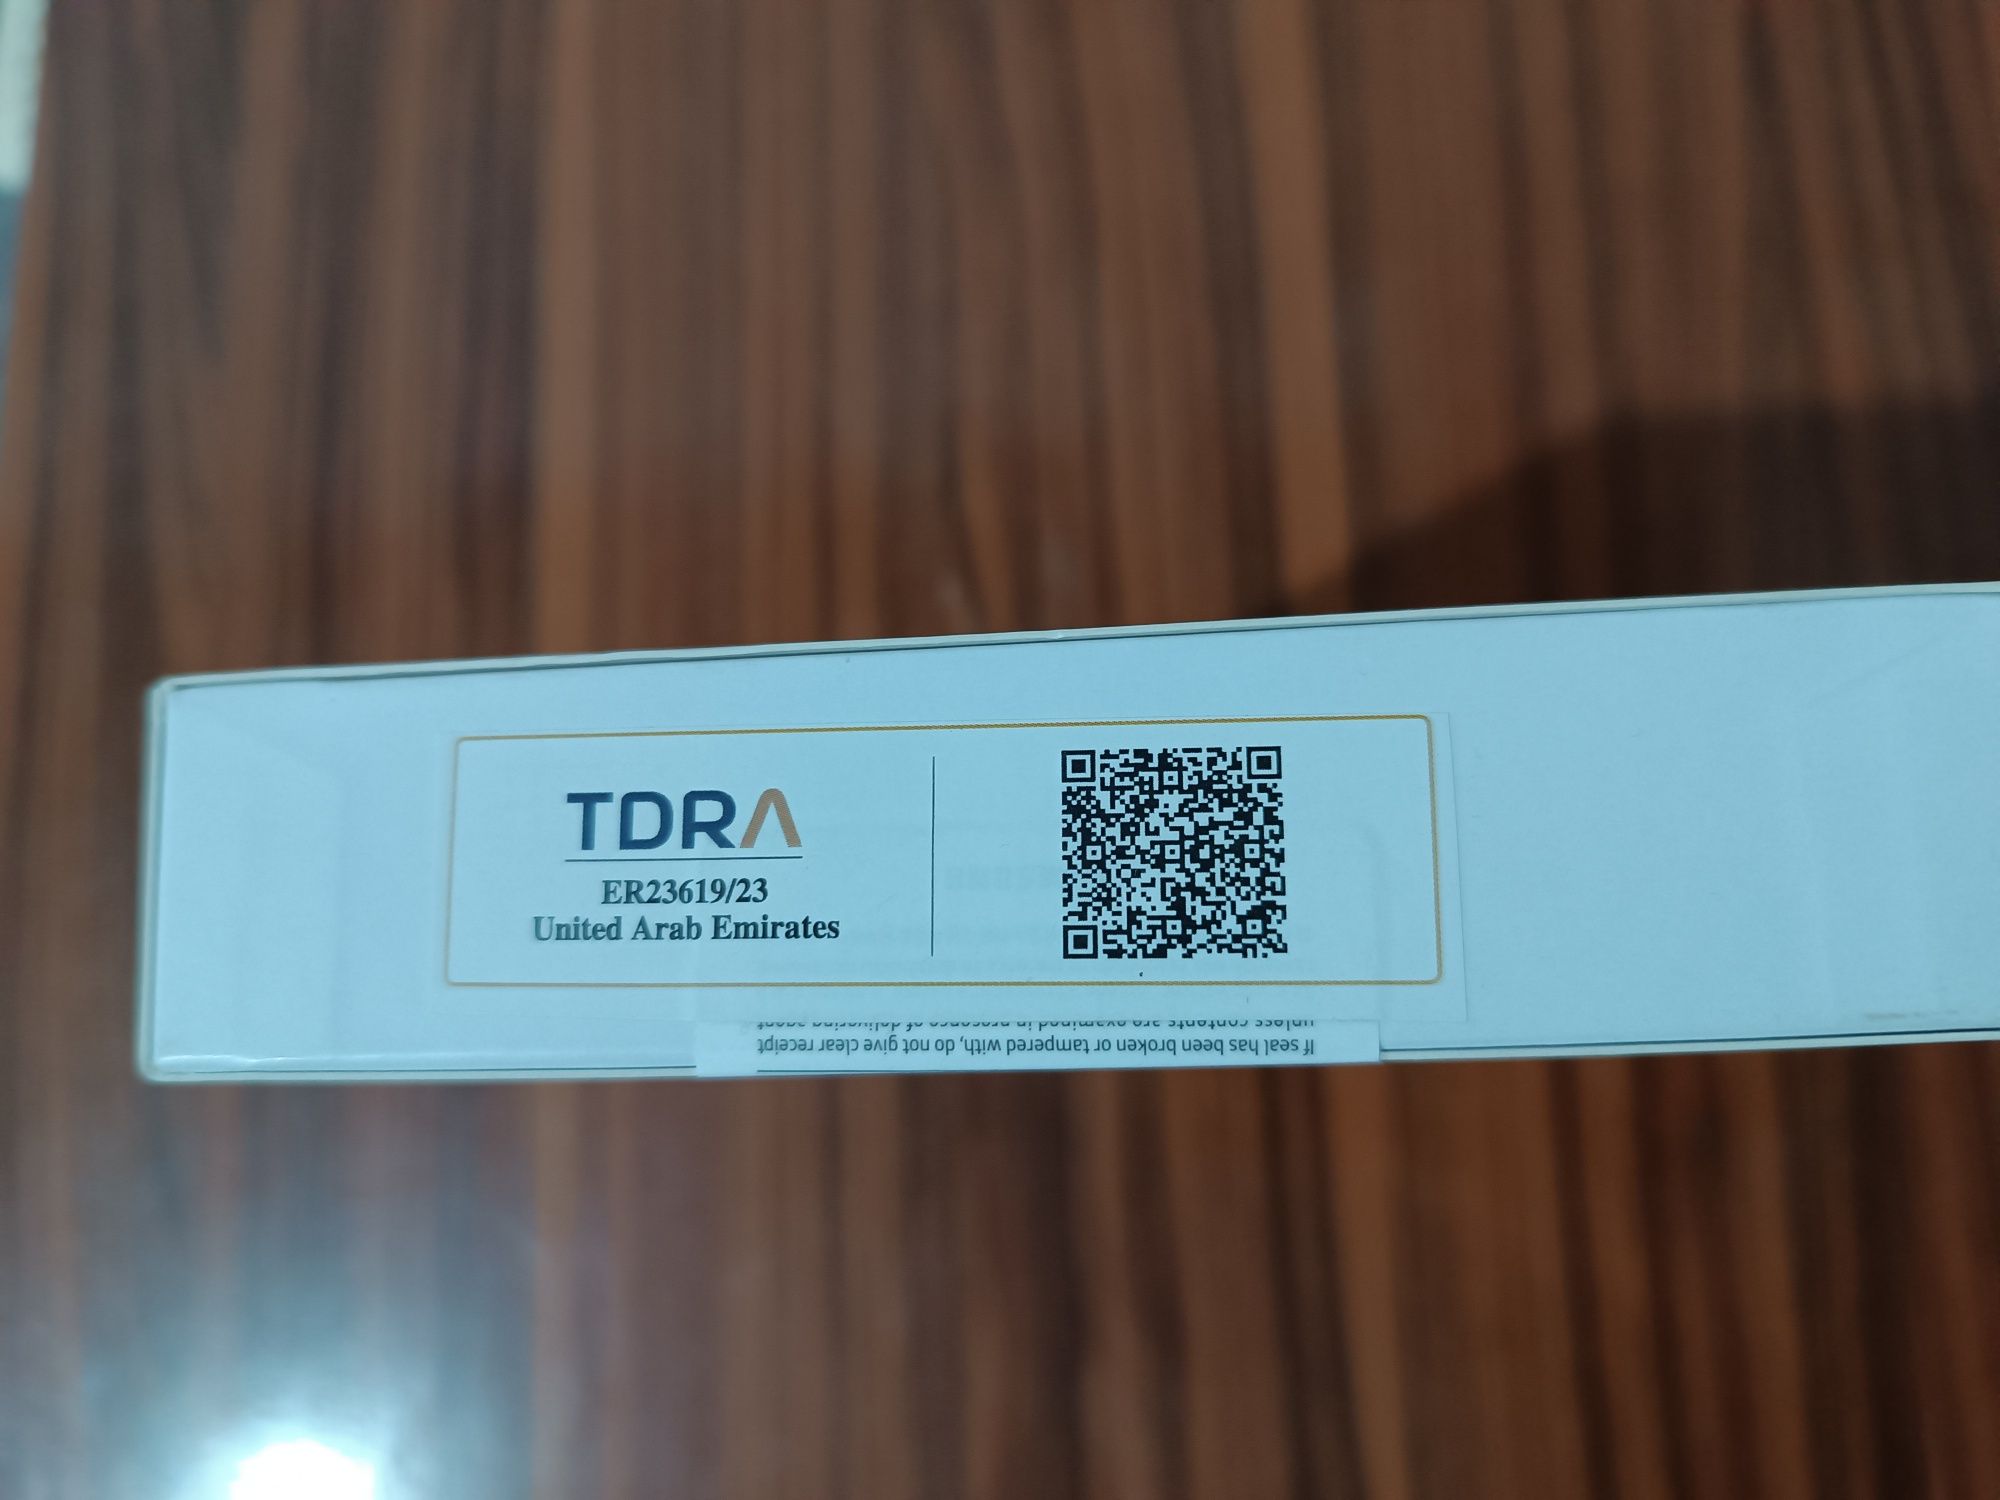 TDRA
ER23619/23
United Arab Emirates
If seal has been broken or tampered with, do not give clear receipt
unless contents are examined in presence of delivering agent